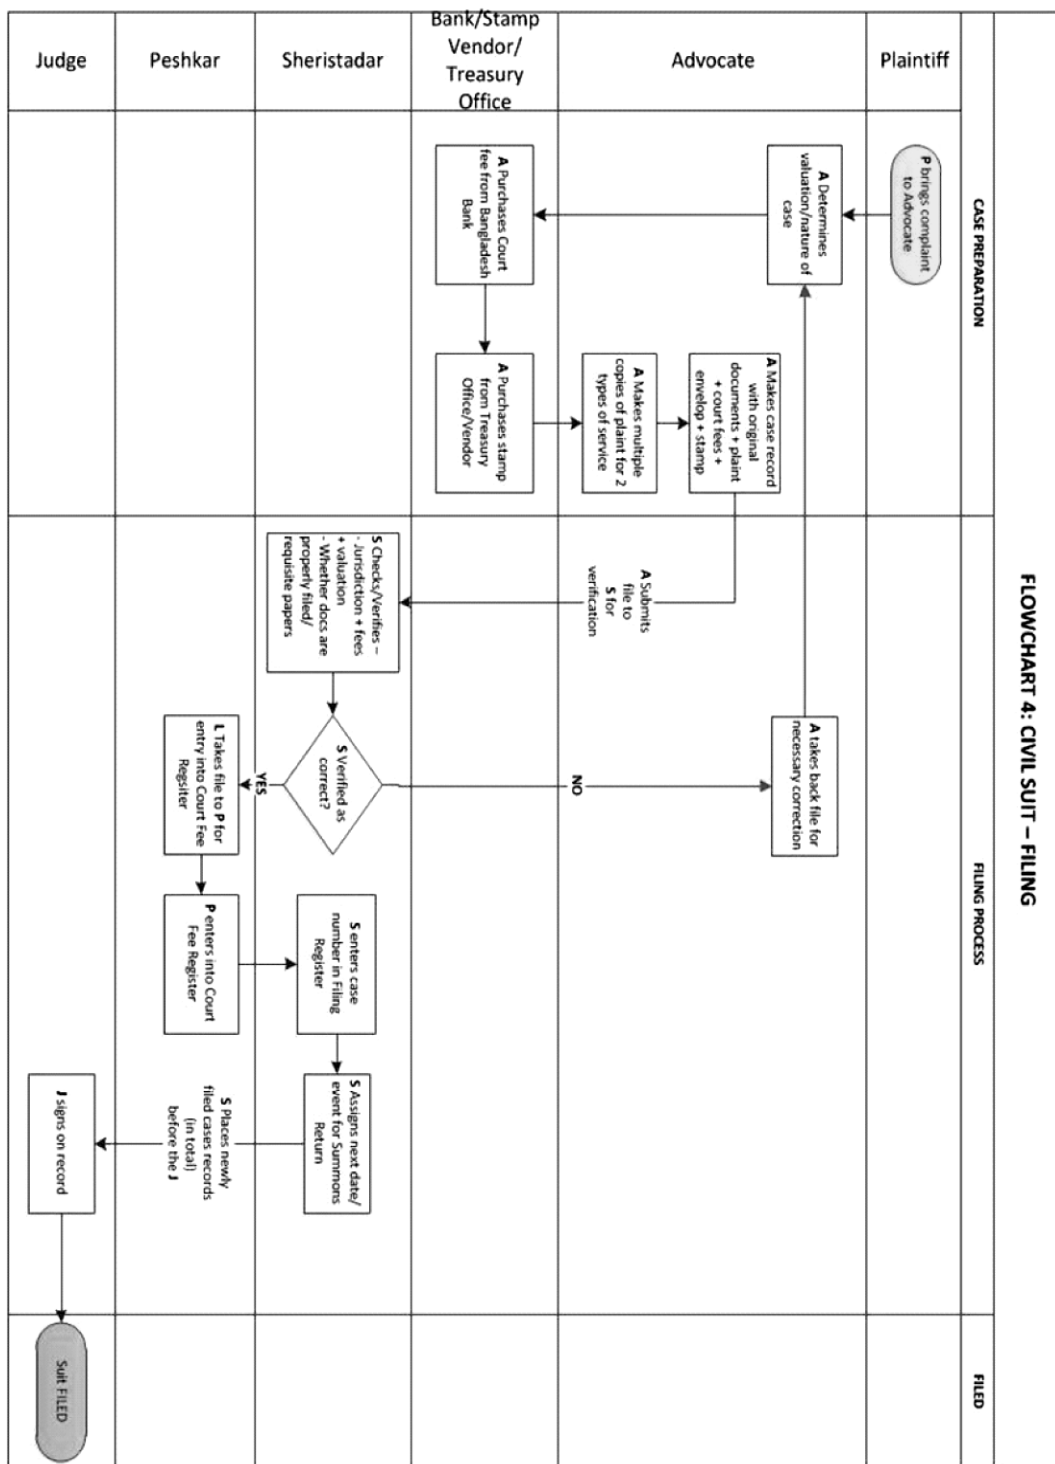 FLOWCHART 4: CIVIL SUIT – FILING
CASE PREPARATION
FILING PROCESS
FILED
Plaintiff
Advocate
Bank/Stamp
Vendor/
Treasury
Office
Sheristadar
Peshkar
Judge
P brings complaint
to Advocate
A Determines
valuation/nature of
case
A Purchases Court
fee from Bangladesh
Bank
A Purchases stamp
from Treasury
Office/Vendor
A Makes multiple
copies of plaint for 2
types of service
A Makes case record
with original
documents + plaint
+ court fees +
envelop + stamp
A Submits
file to
S for
verification
S Checks/Verifies –
- Jurisdiction + fees
+ valuation
- Whether docs are
properly filed/
requisite papers
S Verified as
correct?
NO
A takes back file for
necessary correction
YES
L Takes file to P for
entry into Court Fee
Regsiter
P enters into Court
Fee Register
S enters case
number in Filing
Register
S Assigns next date/
event for Summons
Return
S Places newly
filed cases records
(in total)
before the J
J signs on record
Suit FILED